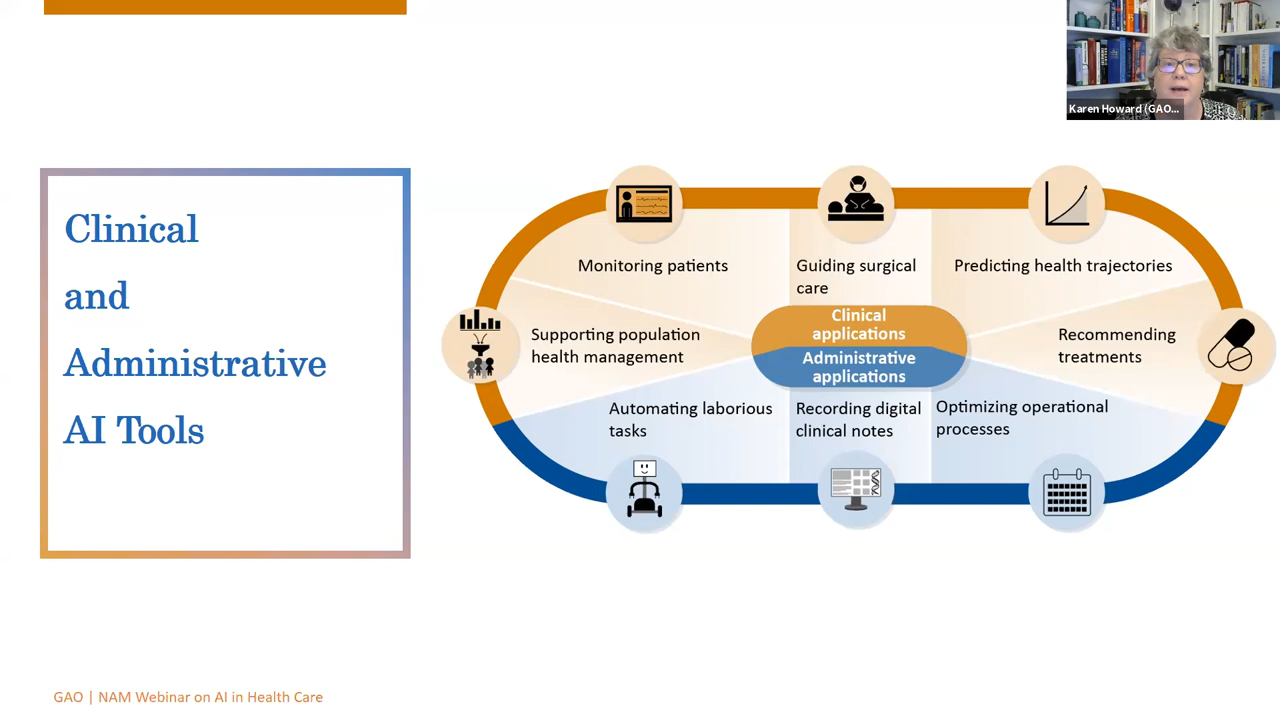 Karen Howard (GAO...
Clinical
and
Administrative
AI Tools
Monitoring patients
Guiding surgical
care
Predicting health trajectories
Supporting population
health management
Clinical
applications
Administrative
applications
Recommending
treatments
Automating laborious
tasks
Recording digital
clinical notes
Optimizing operational
processes
GAO | NAM Webinar on AI in Health Care